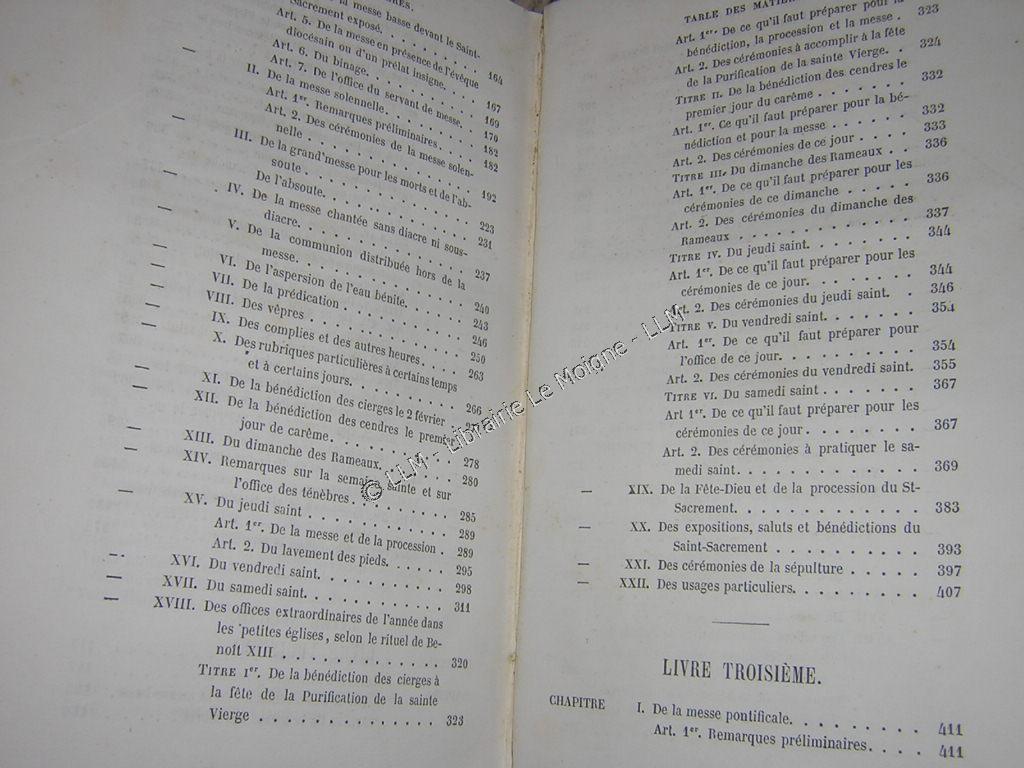 la messe basse devant le Saint-
Sacrement exposé. 164
Art. 5. De la messe en présence de l'évêque
diocésain ou d'un prélat insigne. 167
Art. 6. Du binage. 169
Art. 7. De l'office du servant de messe. 170
II. De la messe solennelle. 182
Art. 1er. Remarques préliminaires. 182
Art. 2. Des cérémonies de la messe solen-
nelle 192
III. De la grand'messe pour les morts et de l'ab-
soute 223
De l'absoute. 231
IV. De la messe chantée sans diacre ni sous-
diacre. 237
V. De la communion distribuée hors de la
messe. 240
VI. De l'aspersion de l'eau bénite. 243
VII. De la prédication 246
VIII. Des vêpres 250
IX. Des complies et des autres heures. 263
X. Des rubriques particulières à certains temps
et à certains jours. 266
XI. De la bénédiction des cierges le 2 février
XII. De la bénédiction des cendres le premier
jour de carême. 278
XIII. Du dimanche des Rameaux. 280
XIV. Remarques sur la semaine sainte et sur
l'office des ténèbres 285
XV. Du jeudi saint 289
Art. 1er. De la messe et de la procession. 289
Art. 2. Du lavement des pieds. 295
XVI. Du vendredi saint. 298
XVII. Du samedi saint. 311
XVIII. Des offices extraordinaires de l'année dans
les petites églises, selon le rituel de Be-
noît XIII 320
TITRE Ier. De la bénédiction des cierges à
la fête de la Purification de la sainte
Vierge 323
TABLE DES
Art. 1er. De ce qu'il faut préparer pour la
bénédiction, la procession et la messe. 323
Art. 2. Des cérémonies à accomplir à la fête
de la Purification de la sainte Vierge. 324
TITRE II. De la bénédiction des cendres le
premier jour du carême 332
Art. 1er. Ce qu'il faut préparer pour la bé-
nédiction et pour la messe 332
Art. 2. Des cérémonies de ce jour 333
TITRE III. Du dimanche des Rameaux 336
Art. 1er. De ce qu'il faut préparer pour les
cérémonies de ce dimanche 336
Art. 2. Des cérémonies du dimanche des
Rameaux 337
TITRE IV. Du jeudi saint. 344
Art. 1er. De ce qu'il faut préparer pour les
cérémonies de ce jour. 344
Art. 2. Des cérémonies du jeudi saint. 346
TITRE V. Du vendredi saint. 354
Art. 1er. De ce qu'il faut préparer pour
l'office de ce jour. 354
Art. 2. Des cérémonies du vendredi saint. 355
TITRE VI. Du samedi saint 367
Art 1er. De ce qu'il faut préparer pour les
cérémonies de ce jour 367
Art. 2. Des cérémonies à pratiquer le sa-
medi saint. 369
— XIX. De la Fête-Dieu et de la procession du St-
Sacrement. 383
— XX. Des expositions, saluts et bénédictions du
Saint-Sacrement 393
— XXI. Des cérémonies de la sépulture 397
— XXII. Des usages particuliers. 407
LIVRE TROISIÈME.
CHAPITRE I. De la messe pontificale. 411
Art. 1er. Remarques préliminaires. 411
© LLM - Librairie Le Moigne - LLM